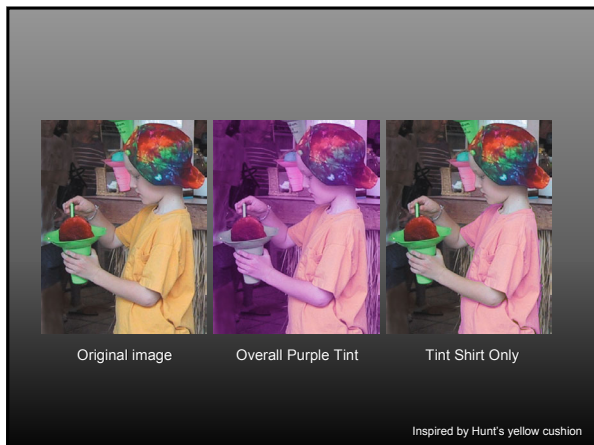 Original image
Overall Purple Tint
Tint Shirt Only
Inspired by Hunt's yellow cushion